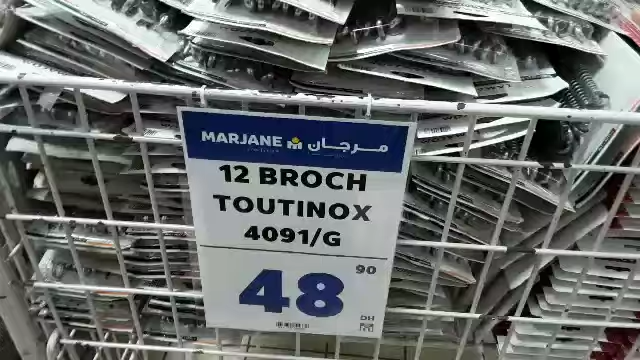 MARJANE مرجان
12 BROCH
TOUTINOX
4091/G
48 90
DH